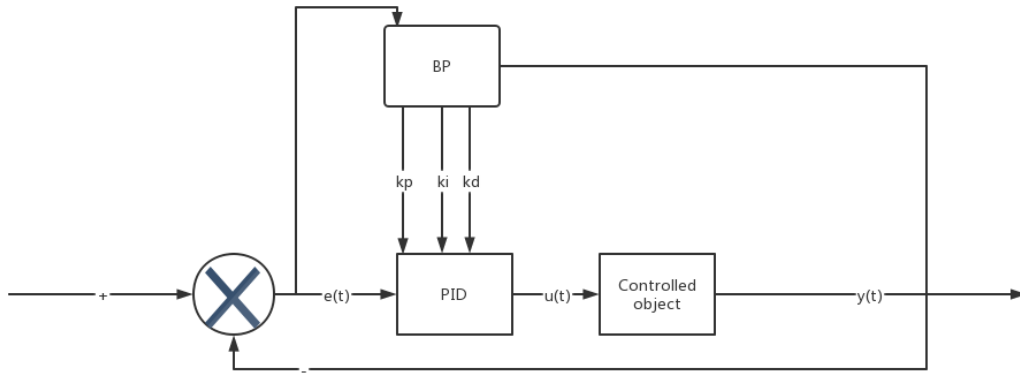 BP
kp ki kd
+ e(t) PID u(t) Controlled object y(t)
-